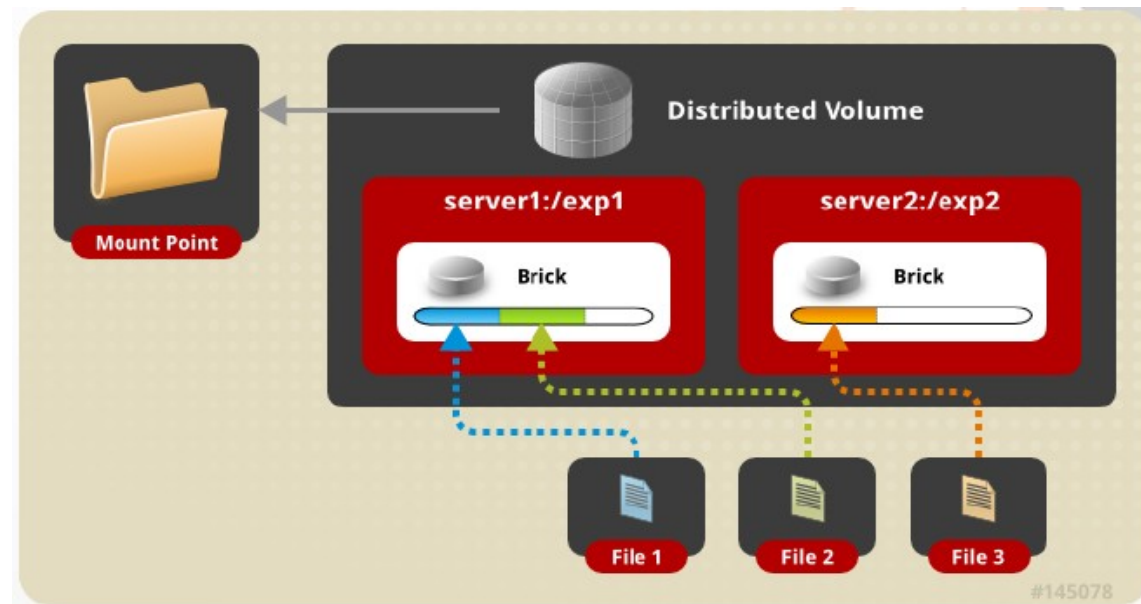 Distributed Volume
Mount Point
server1:/exp1
server2:/exp2
Brick
Brick
File 1
File 2
File 3
#145078